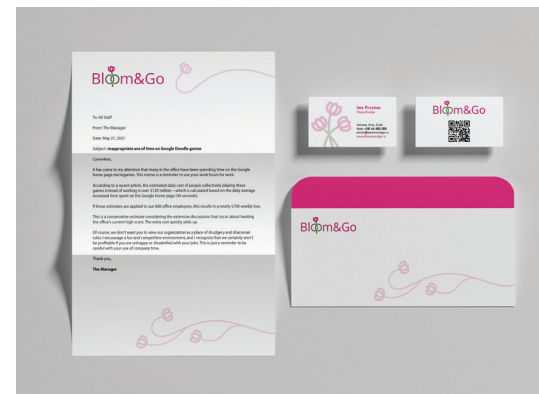 Bloom&Go
To: All Staff
From: The Manager
Date: May 27, 2021
Subject: Inappropriate use of time on Google Doodle games
Coworkers,
It has come to my attention that many in the office have been spending time on the Google
home page microgames. This memo is a reminder to use your work hours for work.
According to a recent article, the estimated daily cost of people collectively playing these
games instead of working is over $120 million—which is calculated based on the daily average
increased time spent on the Google home page (36 seconds).
If these estimates are applied to our 600 office employees, this results in a nearly $700 weekly loss.
This is a conservative estimate considering the extensive discussions that occur about beating
the office's current high score. The extra cost quickly adds up.
Of course, we don't want you to view our organization as a place of drudgery and draconian
rules. I encourage a fun and competitive environment, and I recognize that we certainly won't
be profitable if you are unhappy or dissatisfied with your jobs. This is just a reminder to be
careful with your use of company time.
Thank you,
The Manager
Ime Prezime
Bloom&Go
Bloom&Go